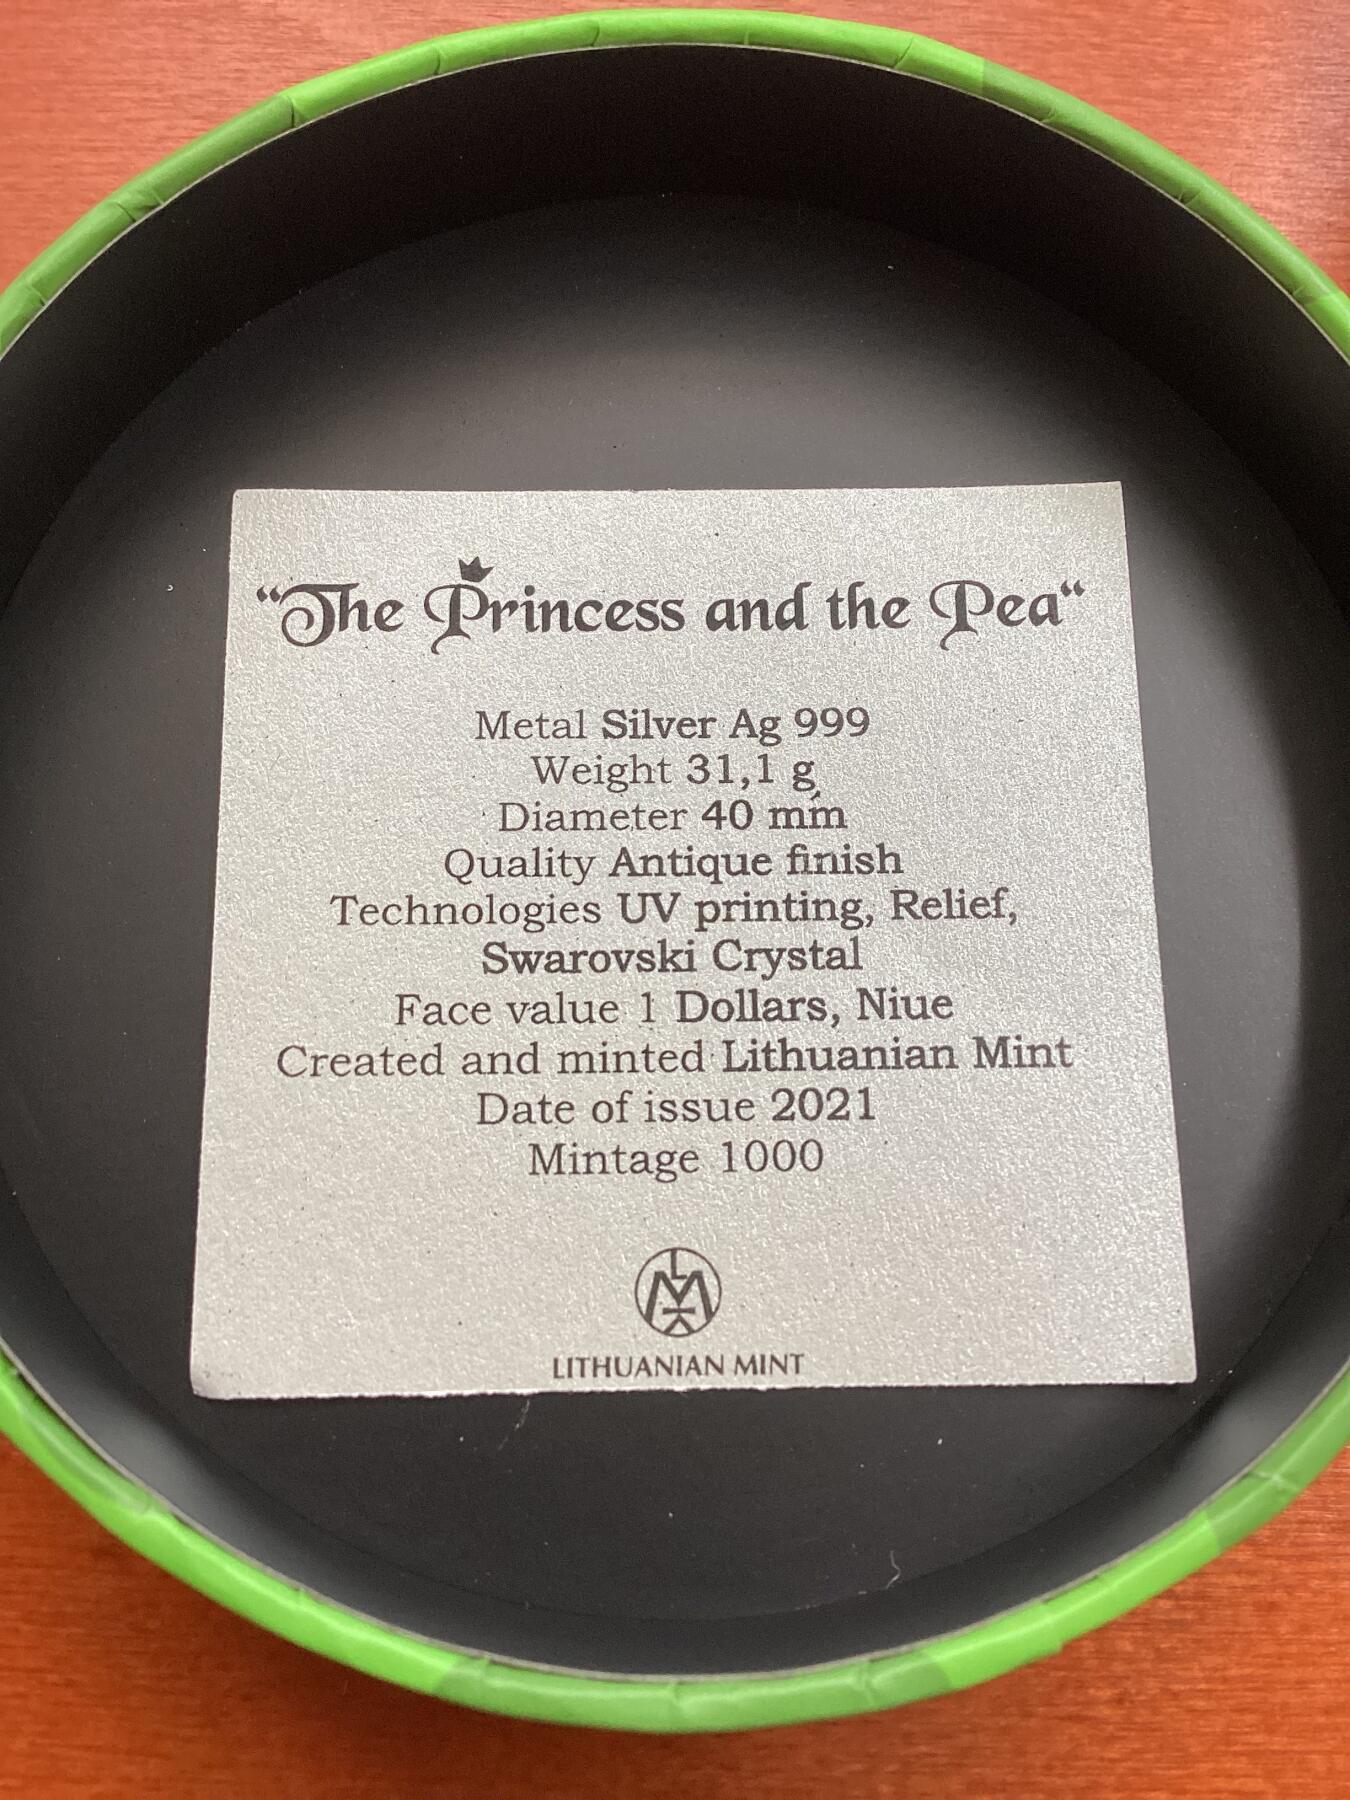 “The Princess and the Pea“
Metal Silver Ag 999
Weight 31,1 g
Diameter 40 mm
Quality Antique finish
Technologies UV printing, Relief,
Swarovski Crystal
Face value 1 Dollars, Niue
Created and minted Lithuanian Mint
Date of issue 2021
Mintage 1000
LM
LITHUANIAN MINT